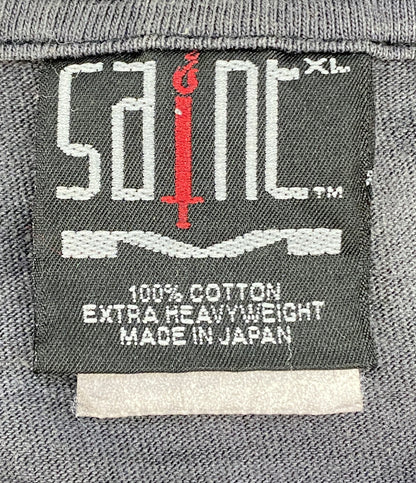 SAINT XL
™
100% COTTON
EXTRA HEAVYWEIGHT
MADE IN JAPAN